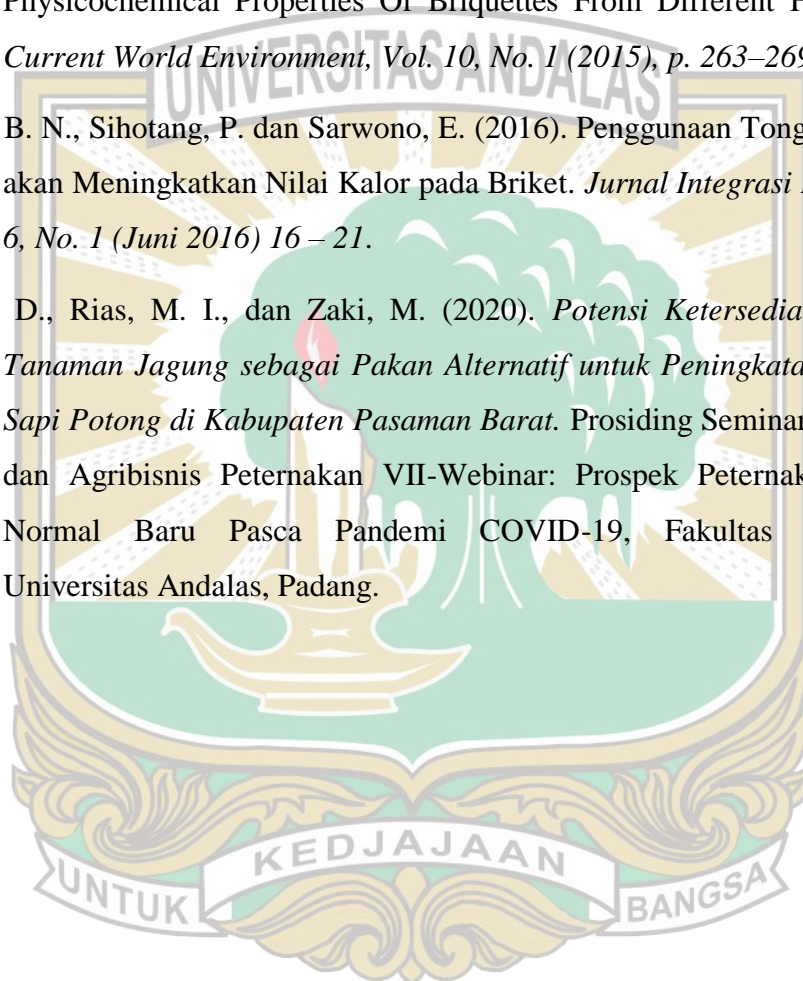 Physicochemical Properties Of Briquettes From Different
Current World Environment, Vol. 10, No. 1 (2015), p. 263–269
UNIVERSITAS ANDALAS
B. N., Sihotang, P. dan Sarwono, E. (2016). Penggunaan Tong
akan Meningkatkan Nilai Kalor pada Briket. Jurnal Integrasi
6, No. 1 (Juni 2016) 16 – 21.
D., Rias, M. I., dan Zaki, M. (2020). Potensi Ketersedia
Tanaman Jagung sebagai Pakan Alternatif untuk Peningkata
Sapi Potong di Kabupaten Pasaman Barat. Prosiding Seminar
dan Agribisnis Peternakan VII-Webinar: Prospek Peternak
Normal Baru Pasca Pandemi COVID-19, Fakultas
Universitas Andalas, Padang.
UNTUK KEDJAJAAN BANGSA